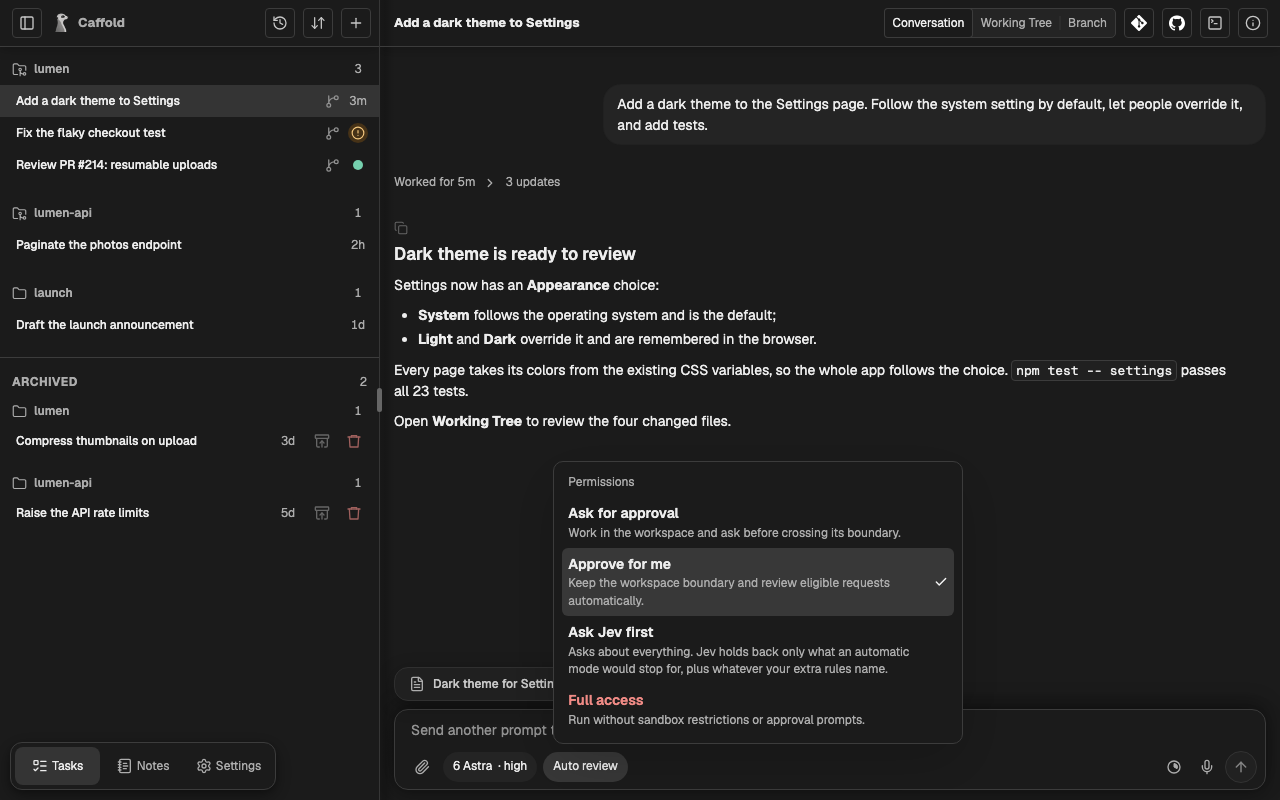 Caffold
lumen 3
Add a dark theme to Settings 3m
Fix the flaky checkout test
Review PR #214: resumable uploads
lumen-api 1
Paginate the photos endpoint 2h
launch 1
Draft the launch announcement 1d
ARCHIVED 2
lumen 1
Compress thumbnails on upload 3d
lumen-api 1
Raise the API rate limits 5d
Tasks Notes Settings
Add a dark theme to Settings
Conversation Working Tree Branch
Add a dark theme to the Settings page. Follow the system setting by default, let people override it,
and add tests.
Worked for 5m 3 updates
Dark theme is ready to review
Settings now has an Appearance choice:
• System follows the operating system and is the default;
• Light and Dark override it and are remembered in the browser.
Every page takes its colors from the existing CSS variables, so the whole app follows the choice. npm test -- settings passes
all 23 tests.
Open Working Tree to review the four changed files.
Permissions
Ask for approval
Work in the workspace and ask before crossing its boundary.
Approve for me
Keep the workspace boundary and review eligible requests
automatically.
Ask Jev first
Asks about everything. Jev holds back only what an automatic
mode would stop for, plus whatever your extra rules name.
Full access
Run without sandbox restrictions or approval prompts.
Dark theme for Settin
Send another prompt
6 Astra · high Auto review